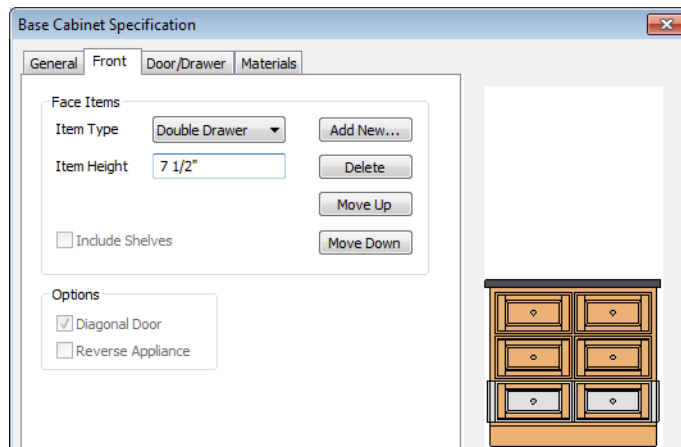 Base Cabinet Specification
General Front Door/Drawer Materials
Face Items
Item Type Double Drawer Add New...
Item Height 7 1/2" Delete
Move Up
Include Shelves Move Down
Options
Diagonal Door
Reverse Appliance